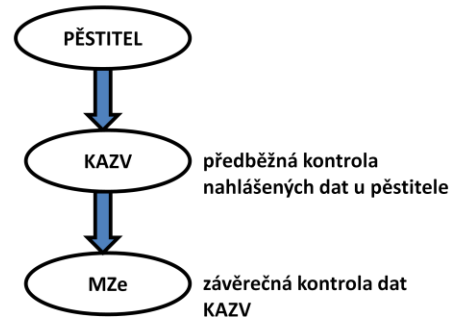 PĚSTITEL
KAZV
předběžná kontrola
nahlášených dat u pěstitele
MZe
závěrečná kontrola dat
KAZV